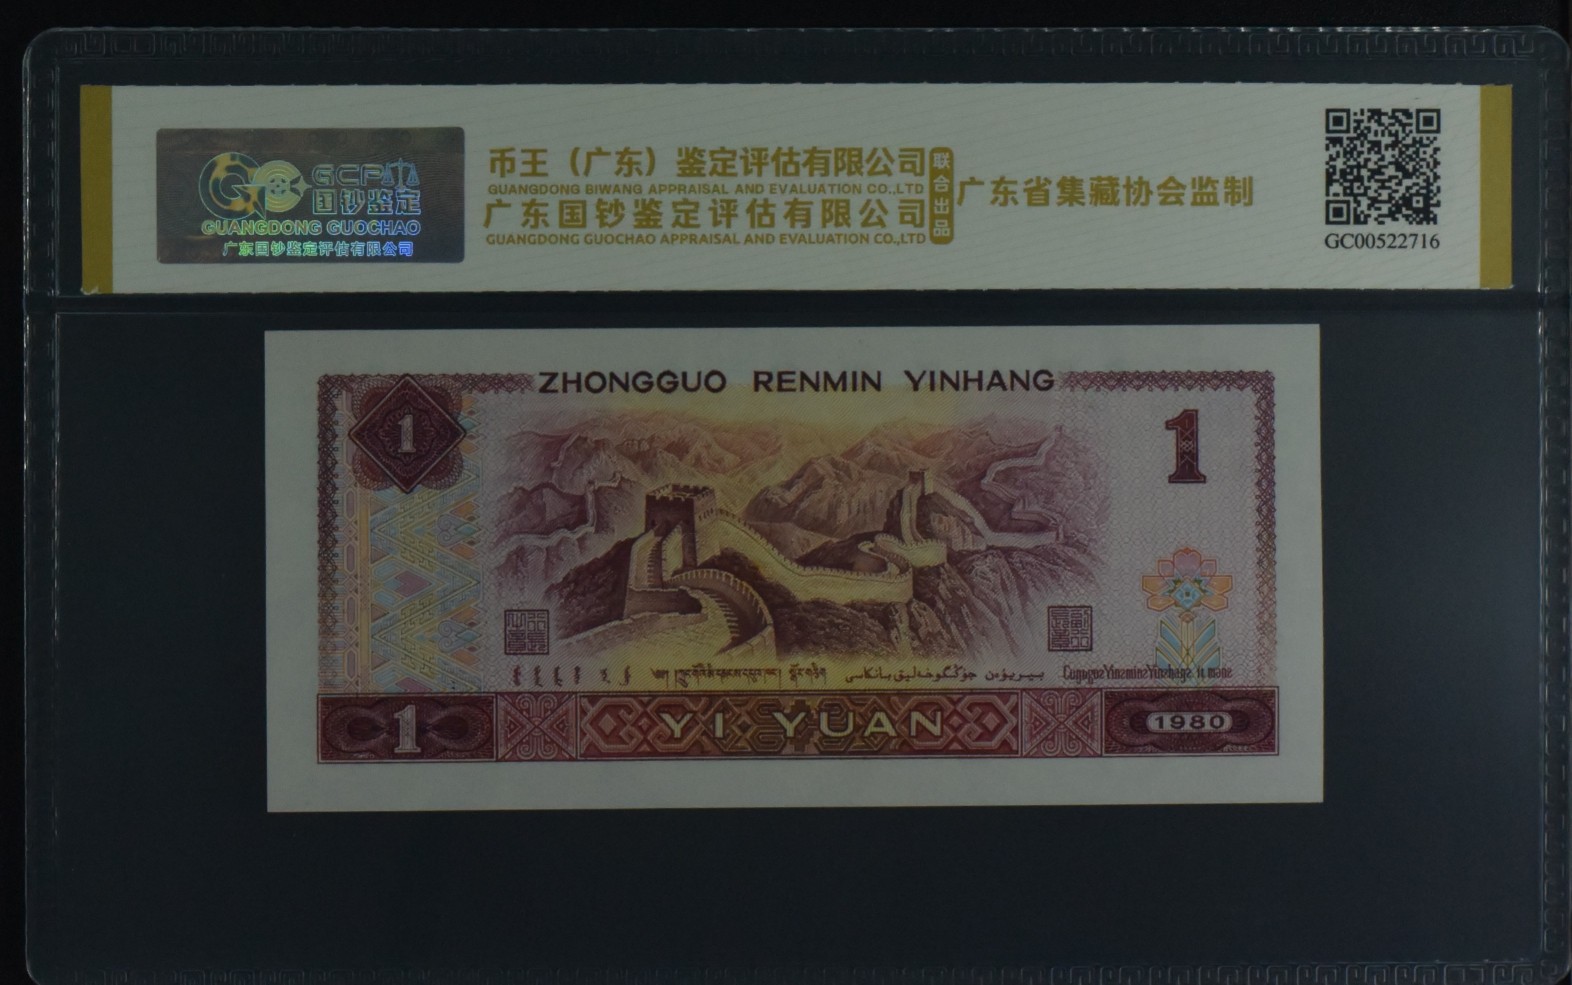 GCP
国钞鉴定
GUANGDONG GUOCHAO
广东国钞鉴定评估有限公司
币王（广东）鉴定评估有限公司
GUANGDONG BIWANG APPRAISAL AND EVALUATION CO.,LTD
广东国钞鉴定评估有限公司
GUANGDONG GUOCHAO APPRAISAL AND EVALUATION CO.,LTD
联合出品
广东省集藏协会监制
GC00522716
ZHONGGUO RENMIN YINHANG
1
1
بىريۋەن جۇڭگوخەلىق بانكاسى
1
YI YUAN
1980